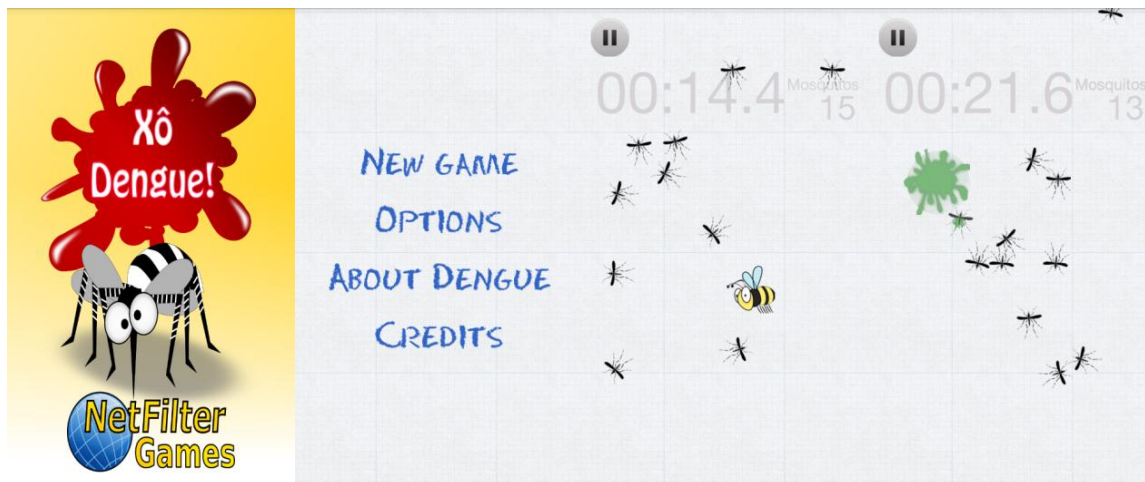 Xô
Dengue!
NetFilter
Games
NEW GAME
OPTIONS
ABOUT DENGUE
CREDITS
00:14.4
Mosquitos
15
00:21.6
Mosquitos
13